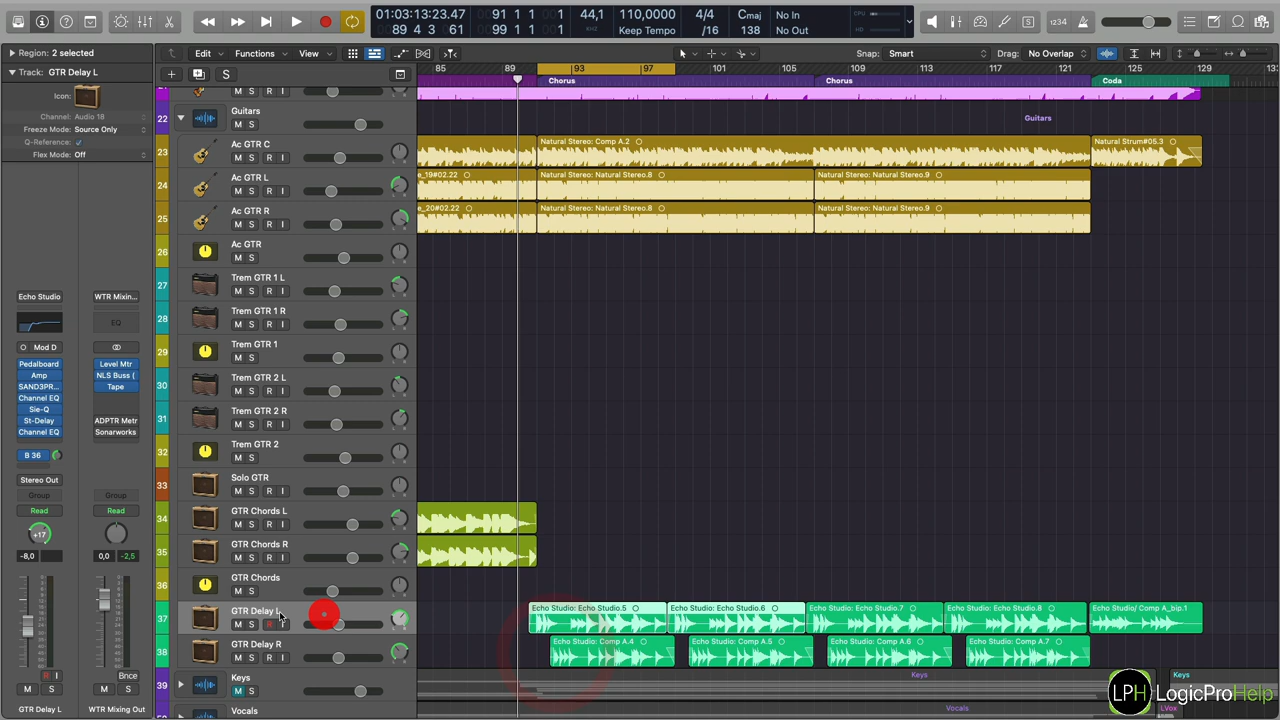 01:03:13:23.47
89 4 3 61
91 1 1 1
99 1 1 1
44,1
110,0000
Keep Tempo
4/4
/16
Cmaj
138
No In
No Out
CPU
1234
Region: 2 selected
Edit
Functions
View
Snap: Smart
Drag: No Overlap
Track: GTR Delay L
Icon:
Channel: Audio 18
Freeze Mode: Source Only
Q-Reference:
Flex Mode: Off
S
85 89 93 97 101 105 109 113 117 121 125 129
Chorus
Chorus
Coda
M S R I
22
Guitars
M S
Guitars
23
Ac GTR C
M S R I
Natural Stereo: Comp A.2
Natural Strum#05.3
24
Ac GTR L
M S R I
e_19#02.22
Natural Stereo: Natural Stereo.8
Natural Stereo: Natural Stereo.9
25
Ac GTR R
M S R I
e_20#02.22
Natural Stereo: Natural Stereo.8
Natural Stereo: Natural Stereo.9
26
Ac GTR
M S
27
Trem GTR 1 L
M S R I
28
Trem GTR 1 R
M S R I
29
Trem GTR 1
M S
30
Trem GTR 2 L
M S R I
31
Trem GTR 2 R
M S R I
32
Trem GTR 2
M S
33
Solo GTR
M S R I
34
GTR Chords L
M S R I
35
GTR Chords R
M S R I
36
GTR Chords
M S
37
GTR Delay L
M S R I
Echo Studio: Echo Studio.5
Echo Studio: Echo Studio.6
Echo Studio: Echo Studio.7
Echo Studio: Echo Studio.8
Echo Studio/ Comp A_bip.1
38
GTR Delay R
M S R I
Echo Studio: Comp A.4
Echo Studio: Comp A.5
Echo Studio: Comp A.6
Echo Studio: Comp A.7
39
Keys
M S
Keys
Keys
Vocals
Vocals
LVox
Echo Studio
Mod D
Pedalboard
Amp
SAND3PR...
Channel EQ
Sie-Q
St-Delay
Channel EQ
B 36
Stereo Out
Group
Read
+17
-8,0
R I
M S
GTR Delay L
WTR Mixin...
EQ
Level Mtr
NLS Buss (
Tape
ADPTR Metr
Sonarworks
Group
Read
0,0 -2,5
Bnce
M S
WTR Mixing Out
LPH LogicProHelp